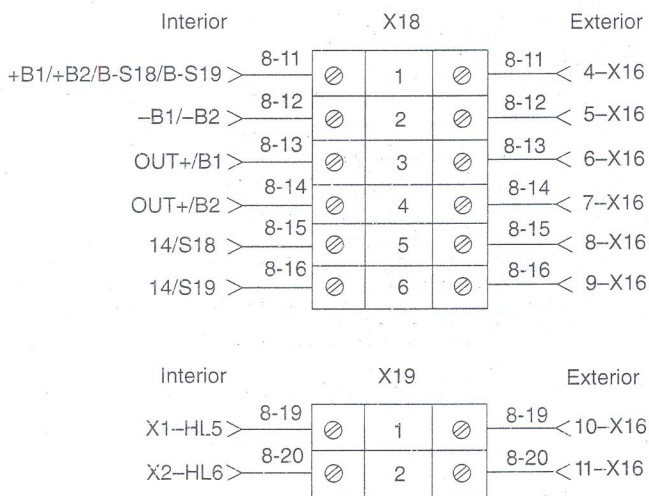 Interior X18 Exterior
+B1/+B2/B-S18/B-S19 8-11 1 8-11 4–X16
–B1/–B2 8-12 2 8-12 5–X16
OUT+/B1 8-13 3 8-13 6–X16
OUT+/B2 8-14 4 8-14 7–X16
14/S18 8-15 5 8-15 8–X16
14/S19 8-16 6 8-16 9–X16
Interior X19 Exterior
X1–HL5 8-19 1 8-19 10–X16
X2–HL6 8-20 2 8-20 11–X16